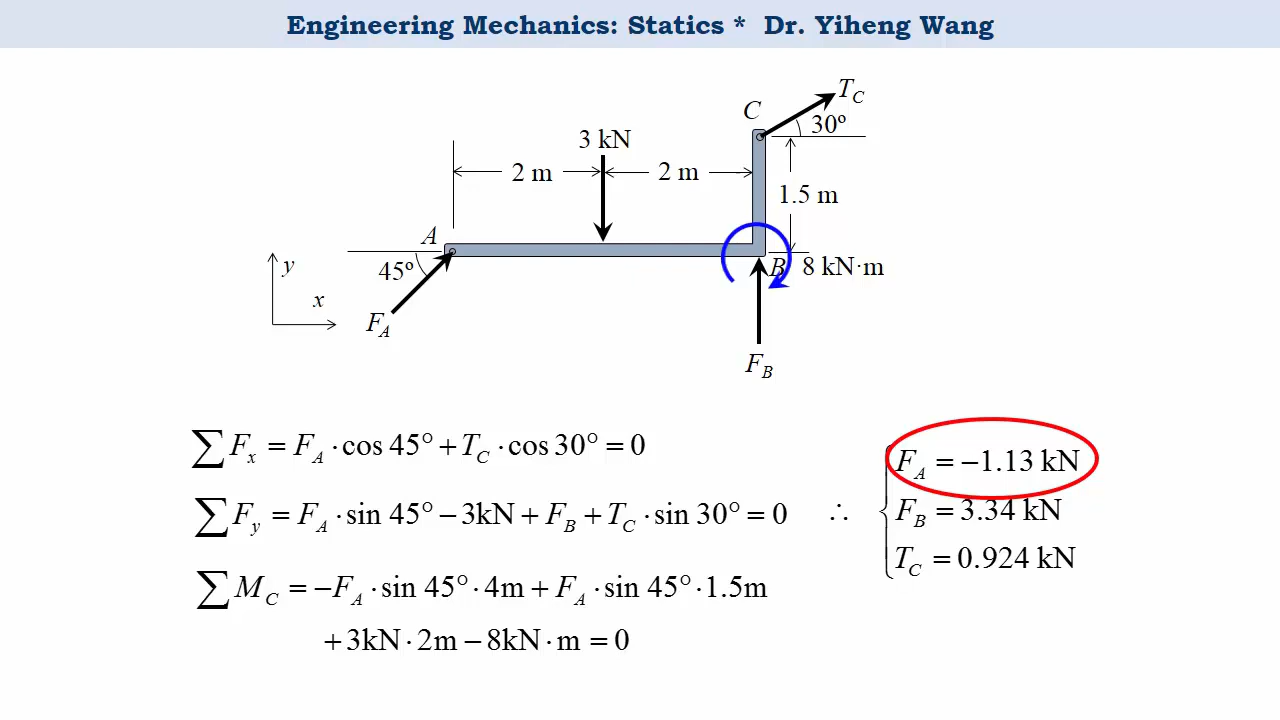 Engineering Mechanics: Statics * Dr. Yiheng Wang
T_C
C
30º
3 kN
2 m
2 m
1.5 m
A
45º
B
8 kN·m
y
x
F_A
F_B
∑ F_x = F_A · cos 45° + T_C · cos 30° = 0
∑ F_y = F_A · sin 45° − 3kN + F_B + T_C · sin 30° = 0
∑ M_C = −F_A · sin 45° · 4m + F_A · sin 45° · 1.5m
+ 3kN · 2m − 8kN · m = 0
∴
F_A = −1.13 kN
F_B = 3.34 kN
T_C = 0.924 kN